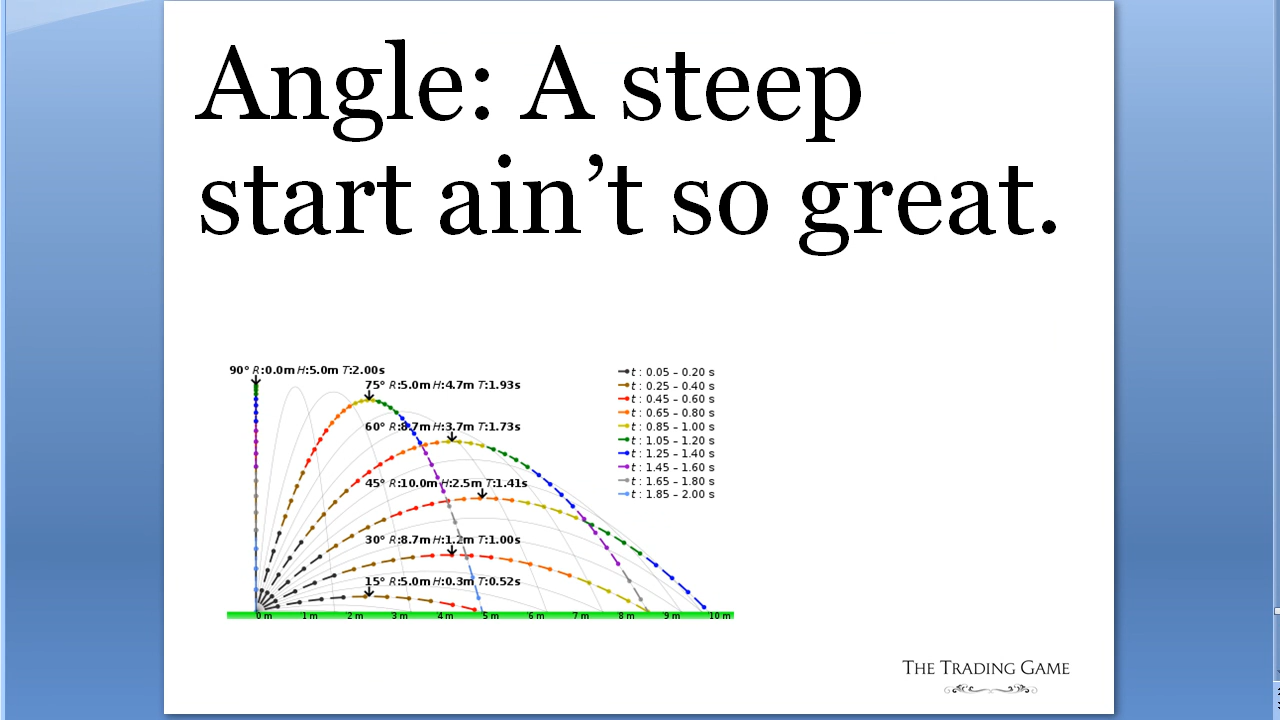 Angle: A steep
start ain’t so great.
90° R:0.0m H:5.0m T:2.00s
75° R:5.0m H:4.7m T:1.93s
60° R:8.7m H:3.7m T:1.73s
45° R:10.0m H:2.5m T:1.41s
30° R:8.7m H:1.2m T:1.00s
15° R:5.0m H:0.3m T:0.52s
t : 0.05 – 0.20 s
t : 0.25 – 0.40 s
t : 0.45 – 0.60 s
t : 0.65 – 0.80 s
t : 0.85 – 1.00 s
t : 1.05 – 1.20 s
t : 1.25 – 1.40 s
t : 1.45 – 1.60 s
t : 1.65 – 1.80 s
t : 1.85 – 2.00 s
0 m 1 m 2 m 3 m 4 m 5 m 6 m 7 m 8 m 9 m 10 m
The Trading Game